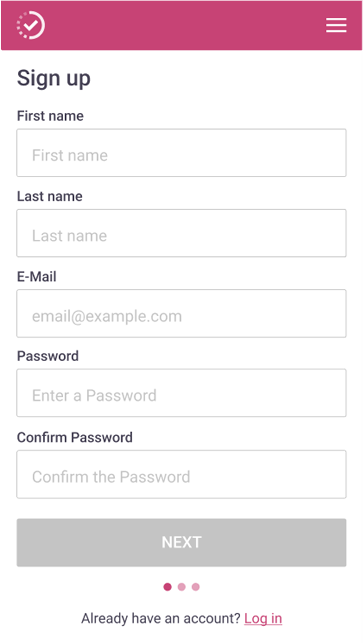 Sign up
First name
First name
Last name
Last name
E-Mail
email@example.com
Password
Enter a Password
Confirm Password
Confirm the Password
NEXT
Already have an account? Log in